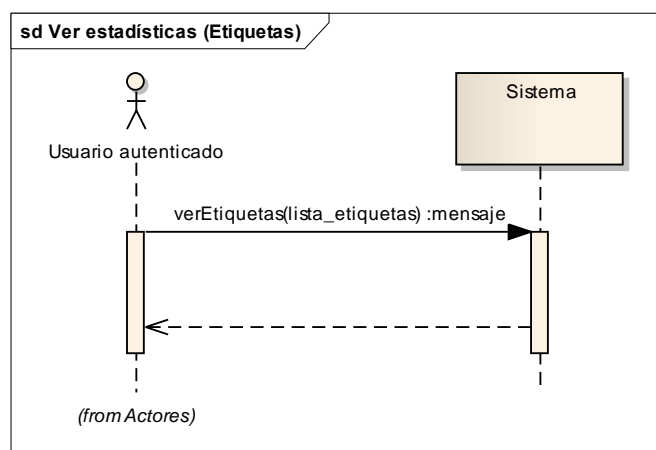 sd Ver estadísticas (Etiquetas)
Sistema
Usuario autenticado
verEtiquetas(lista_etiquetas) :mensaje
(from Actores)